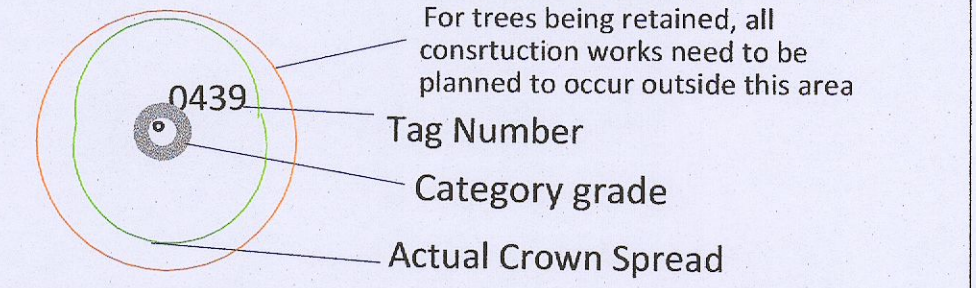 For trees being retained, all
consrtuction works need to be
planned to occur outside this area
0439
Tag Number
Category grade
Actual Crown Spread